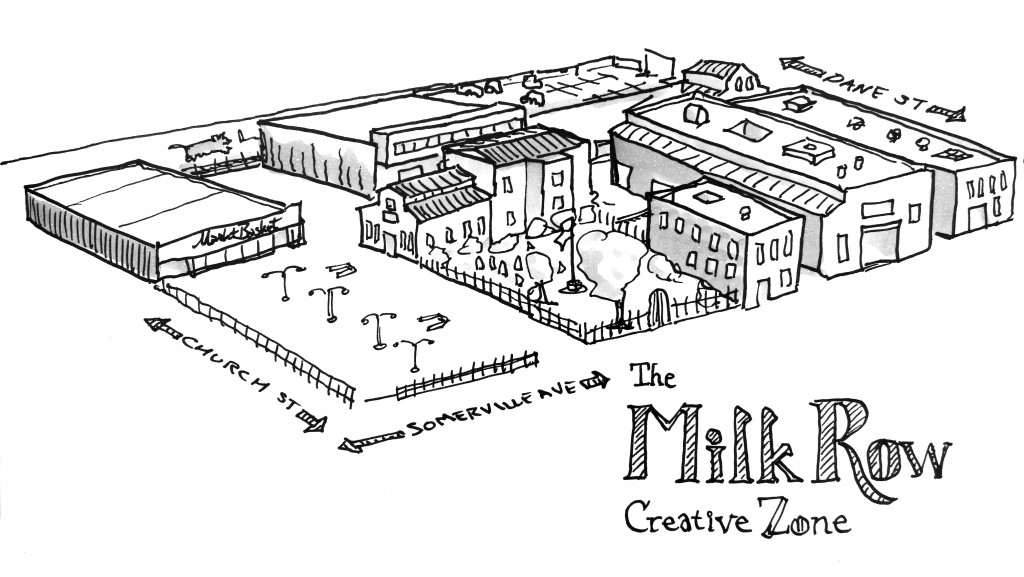 DANE ST
Market Basket
CHURCH ST
SOMERVILLE AVE
The
Milk Row
Creative Zone